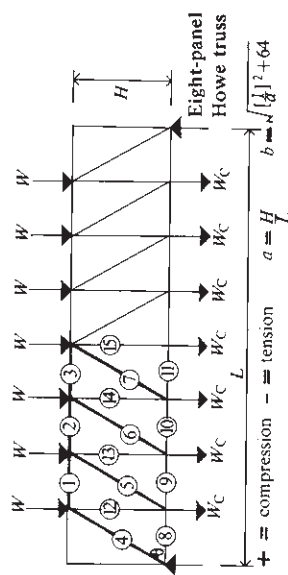 W W W W W W W
① ② ③
④ ⑫ ⑤ ⑬ ⑥ ⑭ ⑦ ⑮
H
θ ⑧ ⑨ ⑩ ⑪
W_C W_C W_C W_C W_C W_C W_C
Eight-panel
Howe truss
L
+ = compression − = tension a = H/L b = √[1/a]² + 64